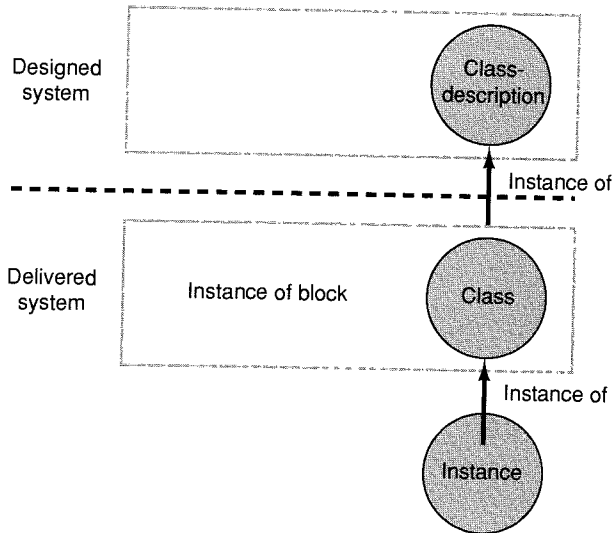 Designed
system
Class-
description
Instance of
Delivered
system
Instance of block
Class
Instance of
Instance